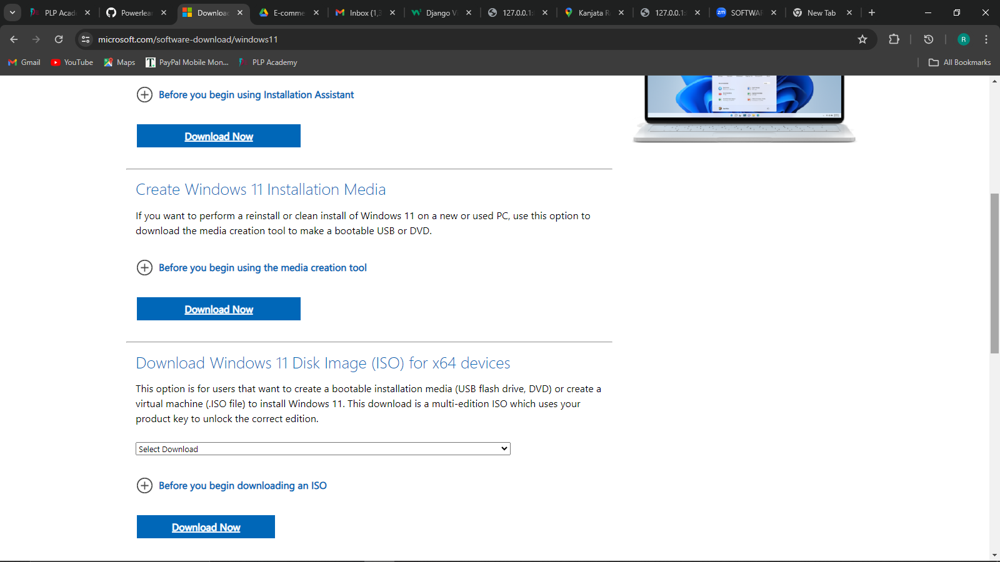 PLP Acad
Powerlear
Download
E-comme
Inbox (1,3
Django V
127.0.0.1:
Kanjata R
127.0.0.1:
zm
SOFTWAR
New Tab
microsoft.com/software-download/windows11
R
Gmail
YouTube
Maps
T
PayPal Mobile Mon...
PLP Academy
All Bookmarks
Before you begin using Installation Assistant
Download Now
Create Windows 11 Installation Media
If you want to perform a reinstall or clean install of Windows 11 on a new or used PC, use this option to
download the media creation tool to make a bootable USB or DVD.
Before you begin using the media creation tool
Download Now
Download Windows 11 Disk Image (ISO) for x64 devices
This option is for users that want to create a bootable installation media (USB flash drive, DVD) or create a
virtual machine (.ISO file) to install Windows 11. This download is a multi-edition ISO which uses your
product key to unlock the correct edition.
Select Download
Before you begin downloading an ISO
Download Now